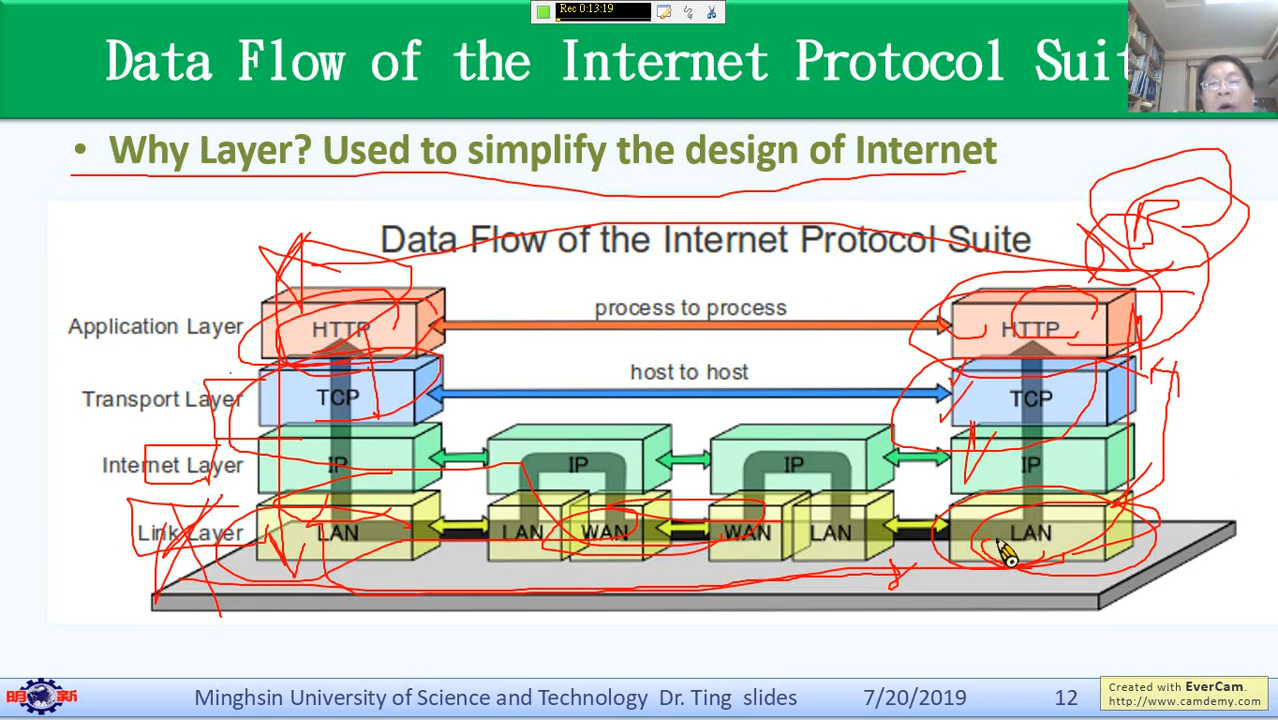 Rec 0:13:19
Data Flow of the Internet Protocol Suit
• Why Layer? Used to simplify the design of Internet
Data Flow of the Internet Protocol Suite
process to process
Application Layer HTTP HTTP
host to host
Transport Layer TCP TCP
Internet Layer IP IP IP IP
Link Layer LAN LAN WAN WAN LAN LAN
明新
Minghsin University of Science and Technology Dr. Ting slides 7/20/2019 12
Created with EverCam.
http://www.camdemy.com